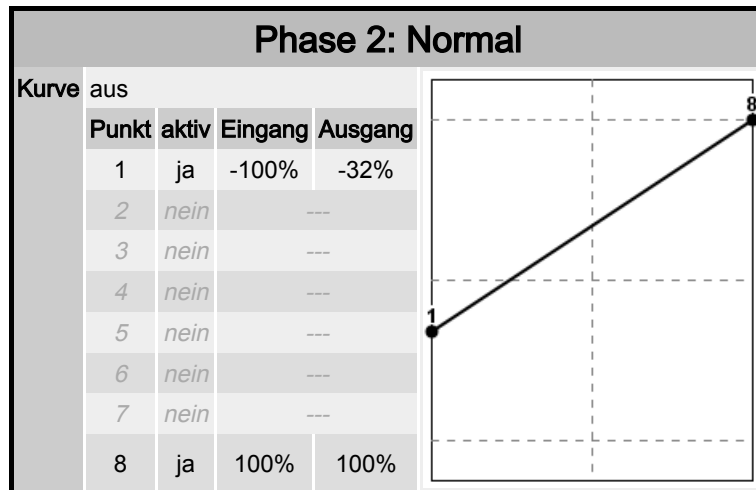 Phase 2: Normal
Kurve aus
Punkt aktiv Eingang Ausgang
1 ja -100% -32%
2 nein ---
3 nein ---
4 nein ---
5 nein ---
6 nein ---
7 nein ---
8 ja 100% 100%
8
1